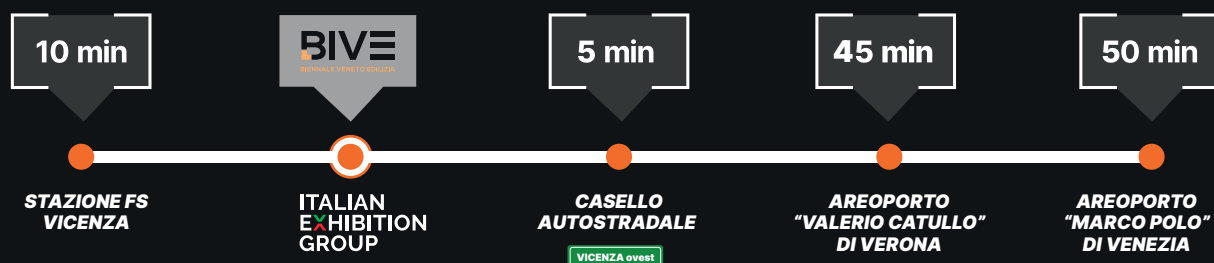 10 min
BIVE
BIENNALE VENETO EDILIZIA
5 min
45 min
50 min
STAZIONE FS
VICENZA
ITALIAN
EXHIBITION
GROUP
CASELLO
AUTOSTRADALE
VICENZA ovest
AREOPORTO
“VALERIO CATULLO”
DI VERONA
AREOPORTO
“MARCO POLO”
DI VENEZIA